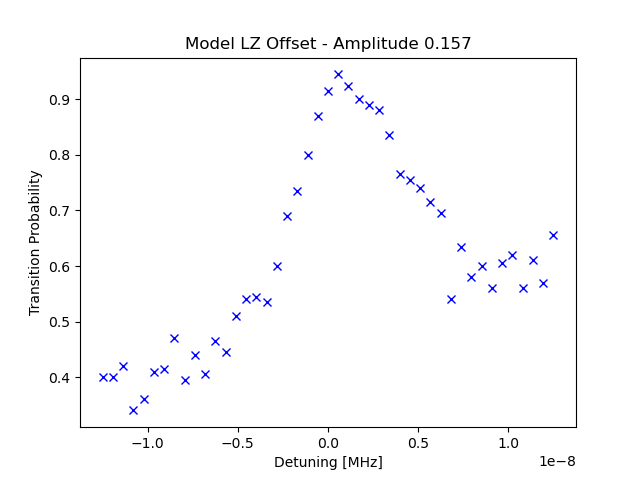 Model LZ Offset - Amplitude 0.157
Transition Probability
0.9
0.8
0.7
0.6
0.5
0.4
−1.0 −0.5 0.0 0.5 1.0
1e−8
Detuning [MHz]